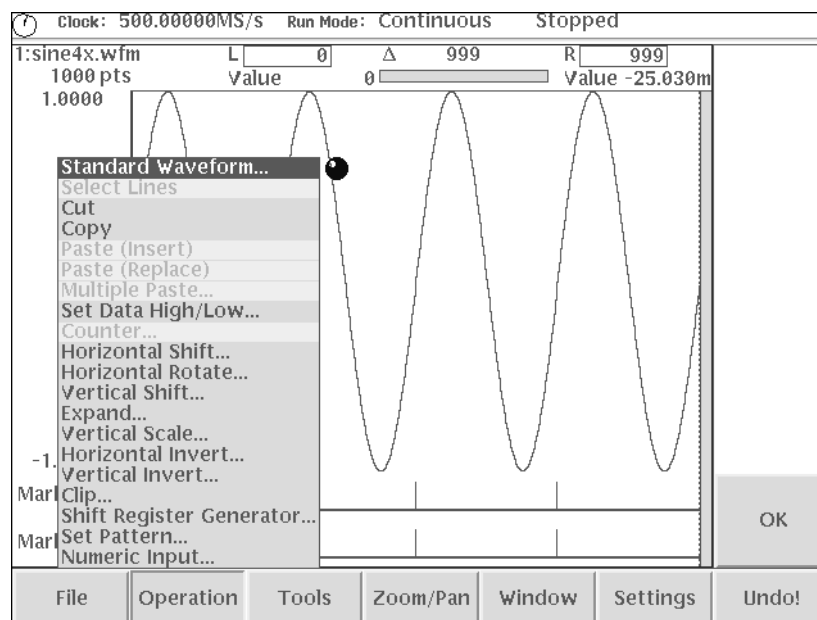 Clock: 500.00000MS/s Run Mode: Continuous Stopped
1:sine4x.wfm L 0 Δ 999 R 999
1000 pts Value 0 Value -25.030m
1.0000
Standard Waveform...
Select Lines
Cut
Copy
Paste (Insert)
Paste (Replace)
Multiple Paste...
Set Data High/Low...
Counter...
Horizontal Shift...
Horizontal Rotate...
Vertical Shift...
Expand...
Vertical Scale...
-1. Horizontal Invert...
Vertical Invert...
Mark Clip...
Shift Register Generator...
OK
Mark Set Pattern...
Numeric Input...
File Operation Tools Zoom/Pan Window Settings Undo!